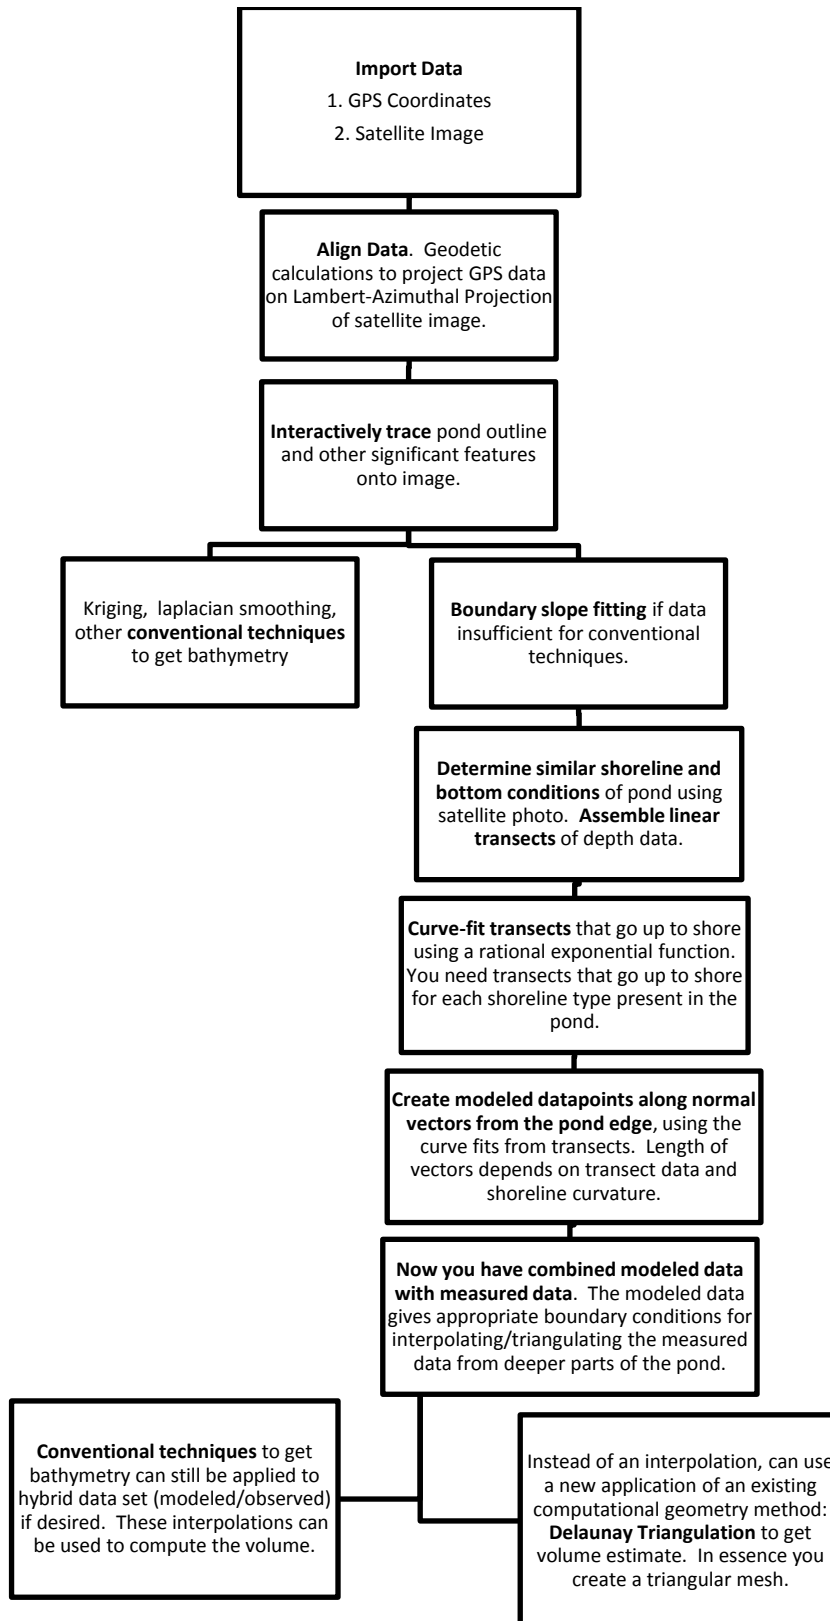 Import Data
1. GPS Coordinates
2. Satellite Image
Align Data.  Geodetic
calculations to project GPS data
on Lambert-Azimuthal Projection
of satellite image.
Interactively trace pond outline
and other significant features
onto image.
Kriging,  laplacian smoothing,
other conventional techniques
to get bathymetry
Boundary slope fitting if data
insufficient for conventional
techniques.
Determine similar shoreline and
bottom conditions of pond using
satellite photo.  Assemble linear
transects of depth data.
Curve-fit transects that go up to shore
using a rational exponential function.
You need transects that go up to shore
for each shoreline type present in the
pond.
Create modeled datapoints along normal
vectors from the pond edge, using the
curve fits from transects.  Length of
vectors depends on transect data and
shoreline curvature.
Now you have combined modeled data
with measured data.  The modeled data
gives appropriate boundary conditions for
interpolating/triangulating the measured
data from deeper parts of the pond.
Conventional techniques to get
bathymetry can still be applied to
hybrid data set (modeled/observed)
if desired.  These interpolations can
be used to compute the volume.
Instead of an interpolation, can use
a new application of an existing
computational geometry method:
Delaunay Triangulation to get
volume estimate.  In essence you
create a triangular mesh.